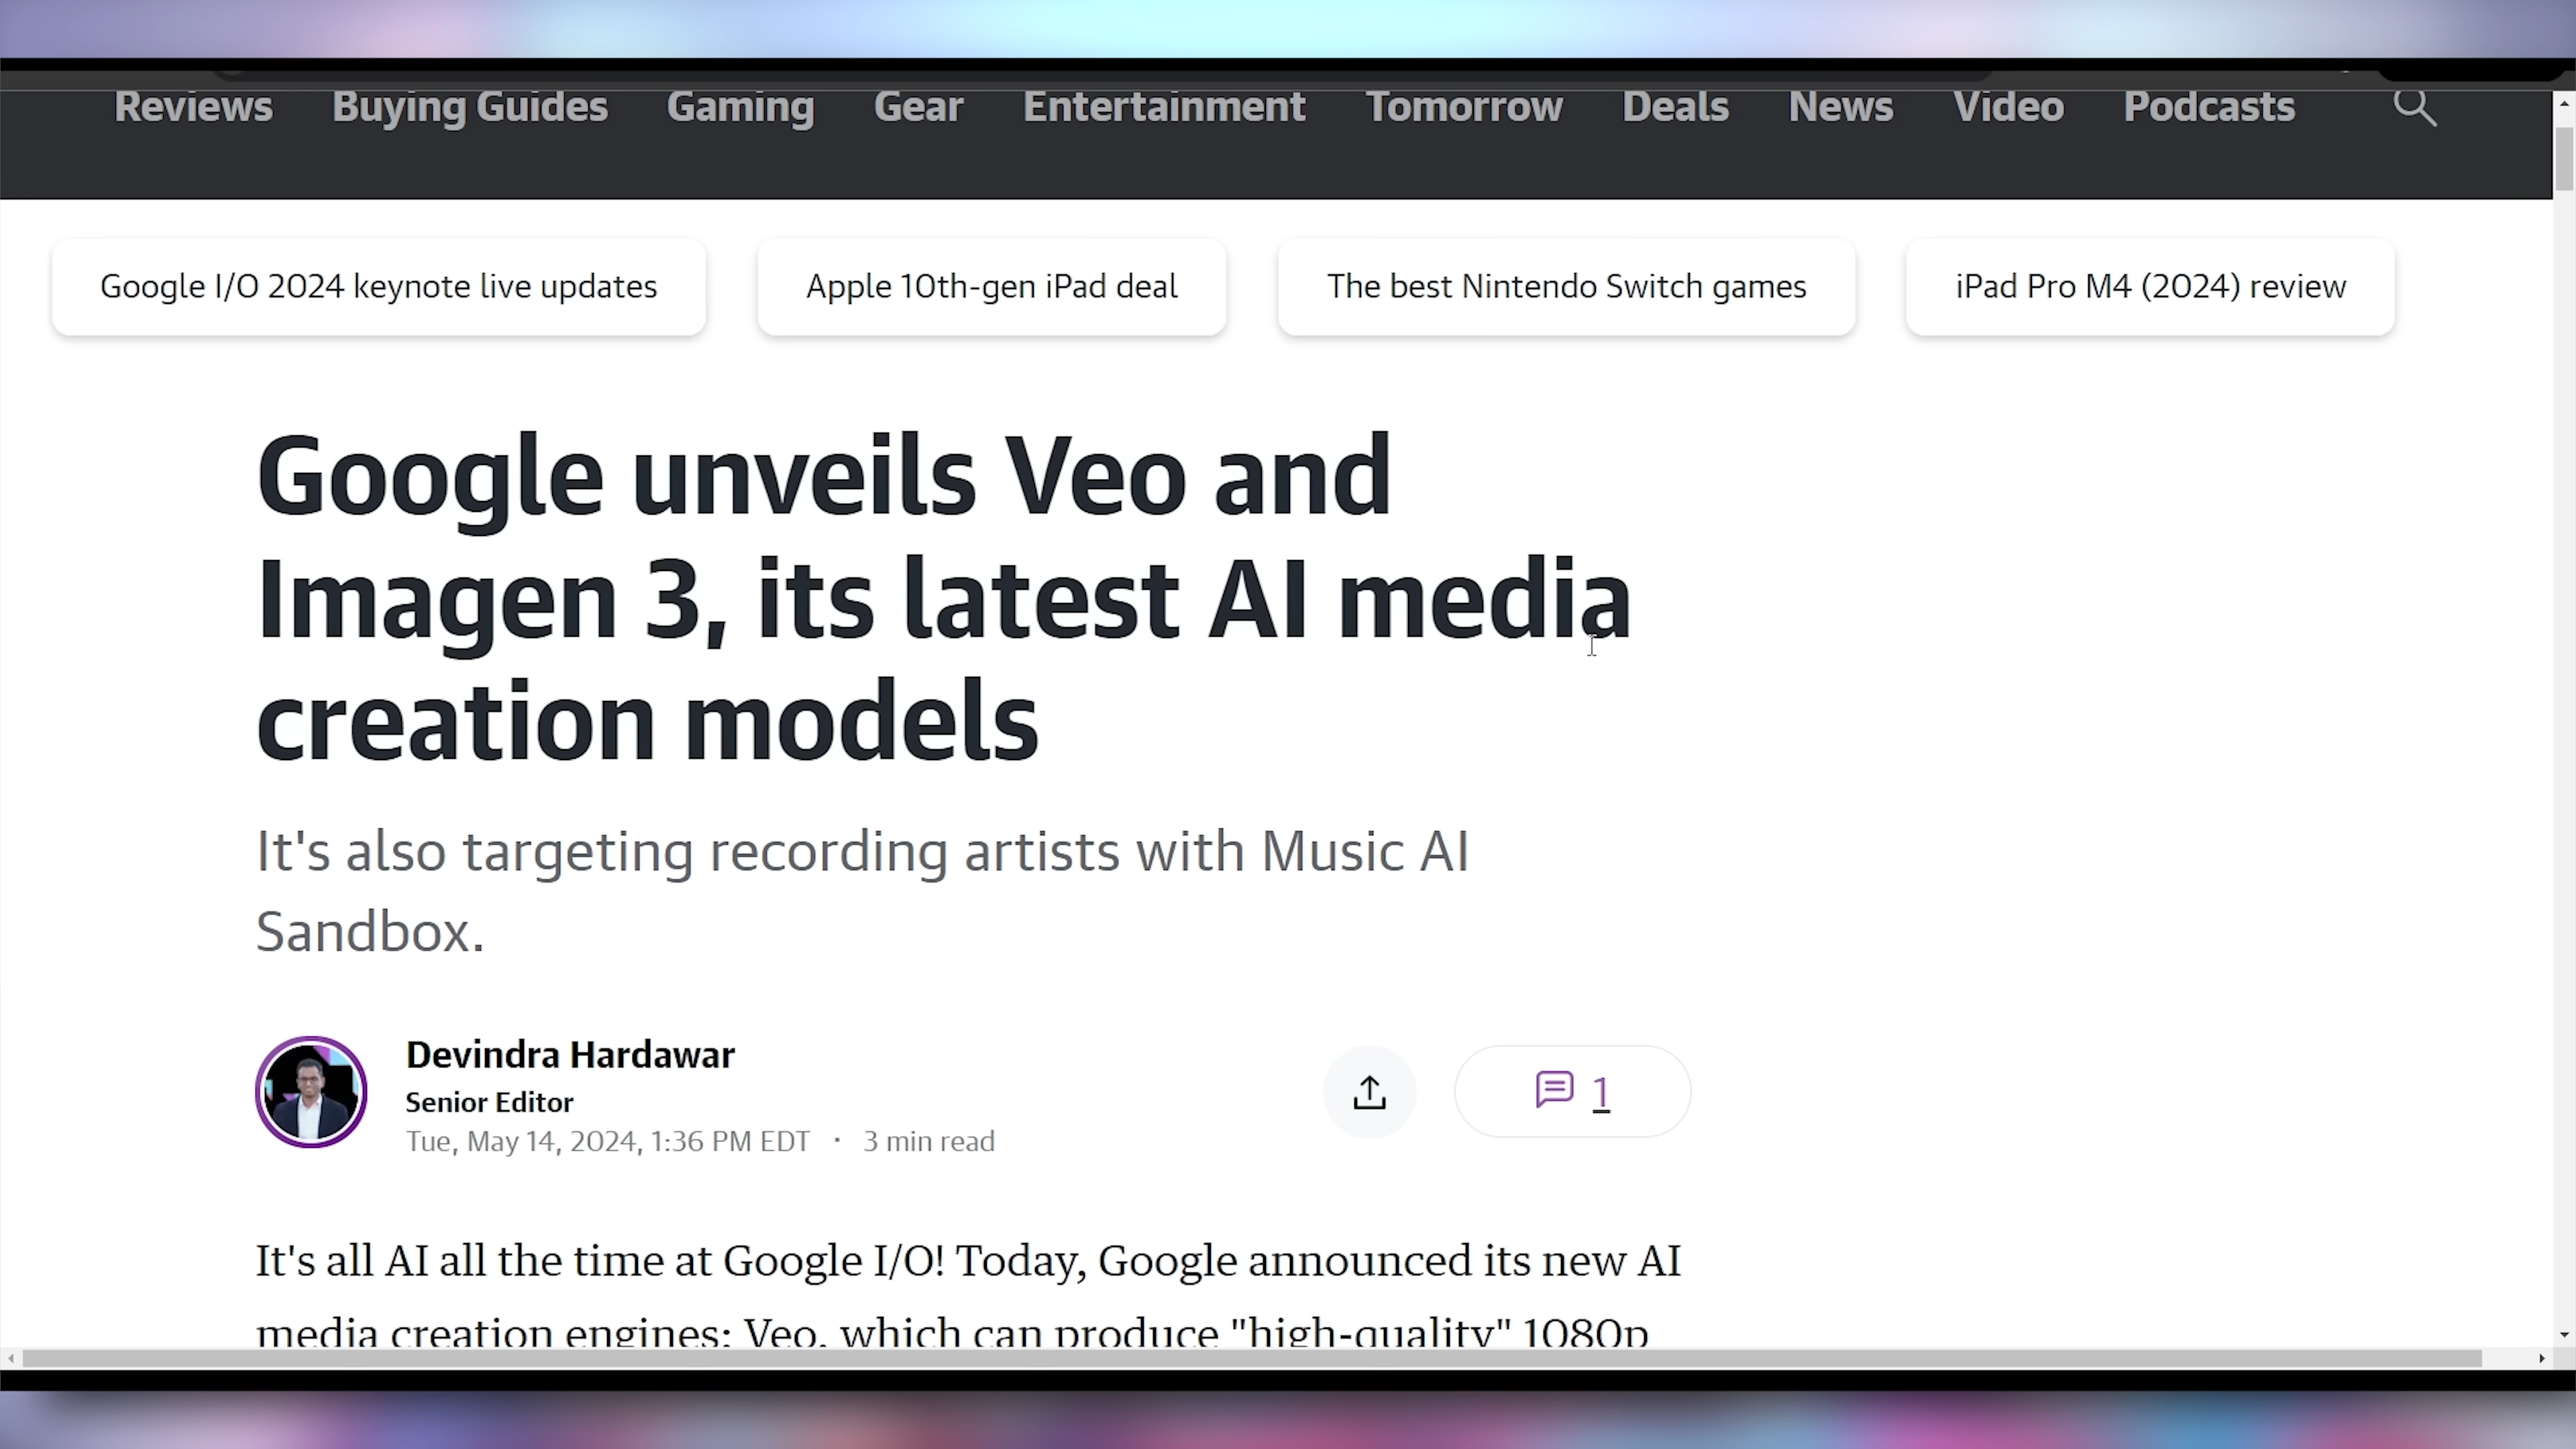 Reviews Buying Guides Gaming Gear Entertainment Tomorrow Deals News Video Podcasts
Google I/O 2024 keynote live updates Apple 10th-gen iPad deal The best Nintendo Switch games iPad Pro M4 (2024) review
Google unveils Veo and
Imagen 3, its latest AI media
creation models
It's also targeting recording artists with Music AI
Sandbox.
Devindra Hardawar
Senior Editor
Tue, May 14, 2024, 1:36 PM EDT · 3 min read
1
It's all AI all the time at Google I/O! Today, Google announced its new AI
media creation engines: Veo, which can produce "high-quality" 1080p